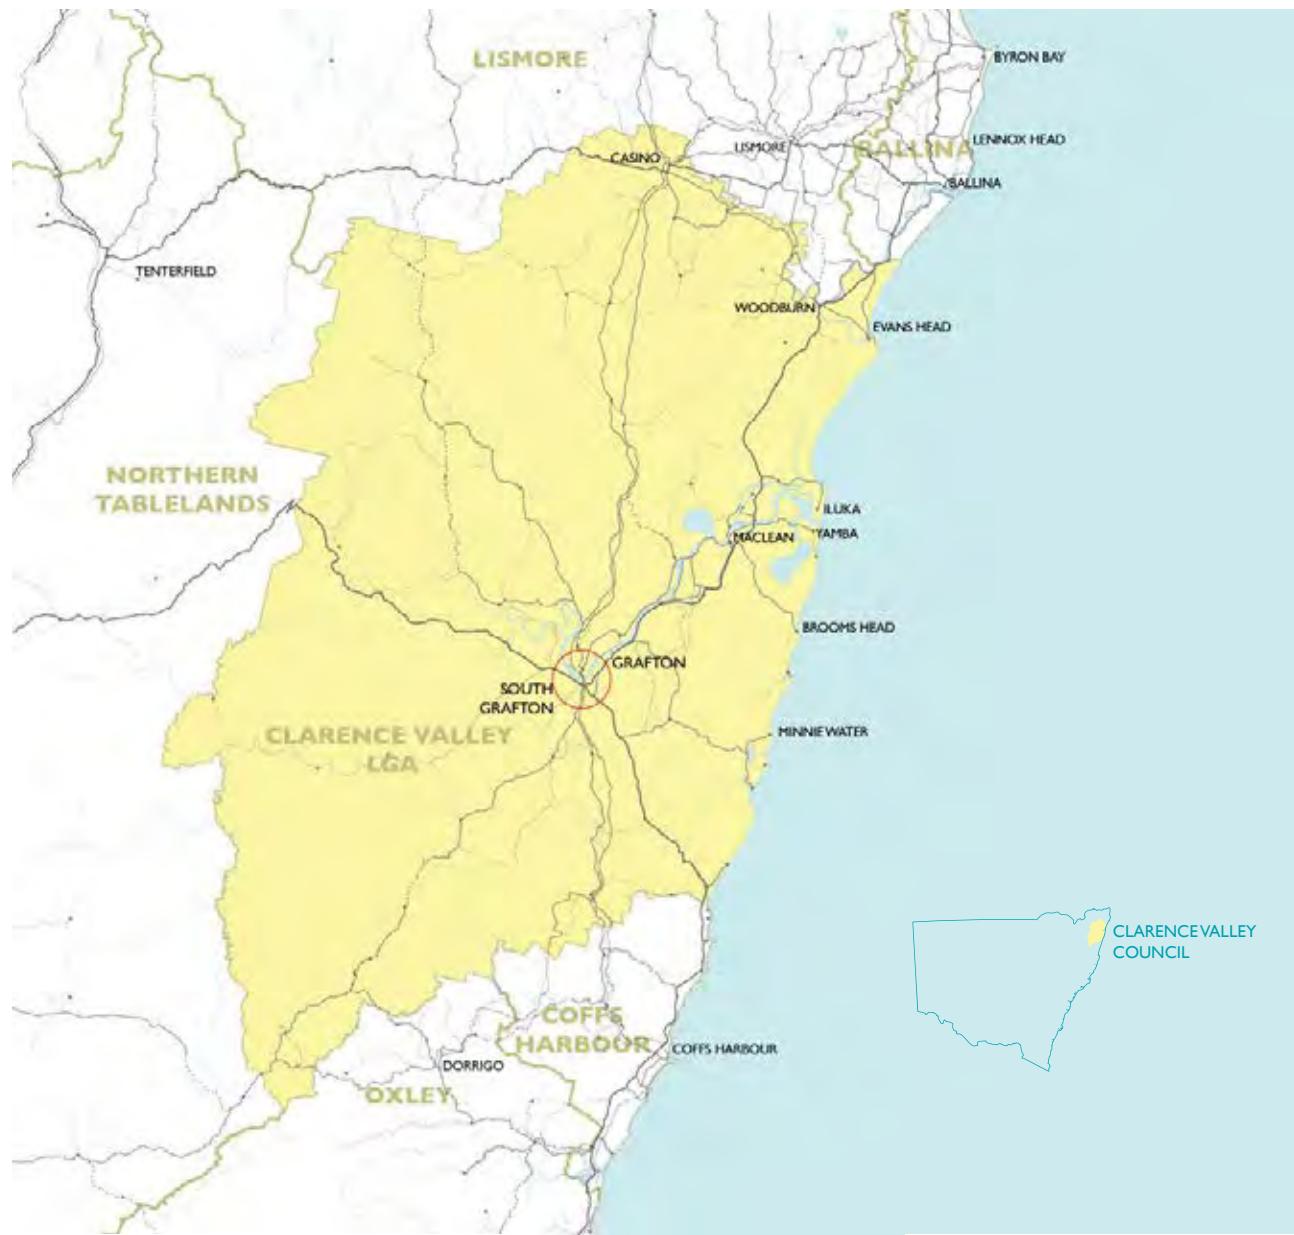 BYRON BAY
LISMORE
LENNOX HEAD
LISMORE
BALLINA
CASINO
BALLINA
TENTERFIELD
WOODBURN
EVANS HEAD
NORTHERN
TABLELANDS
ILUKA
YAMBA
MACLEAN
BROOMS HEAD
GRAFTON
SOUTH
GRAFTON
MINNIE WATER
CLARENCE VALLEY
LGA
CLARENCE VALLEY
COUNCIL
COFFS
HARBOUR
COFFS HARBOUR
DORRIGO
OXLEY